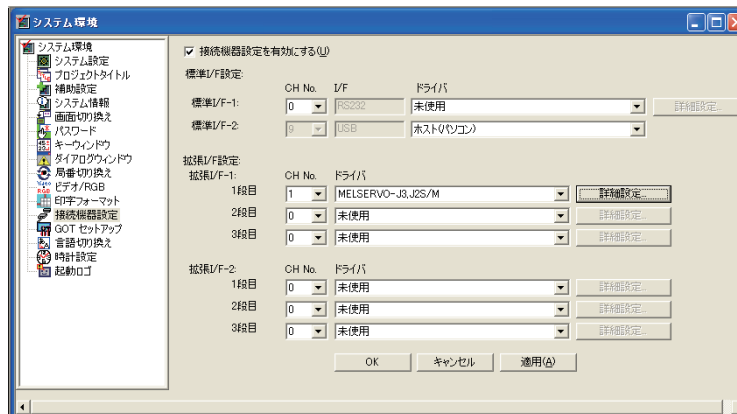 システム環境
システム環境
システム設定
プロジェクトタイトル
補助設定
システム情報
画面切り換え
パスワード
キーウィンドウ
ダイアログウィンドウ
局番切り換え
ビデオ/RGB
印字フォーマット
接続機器設定
GOT セットアップ
言語切り換え
時計設定
起動ロゴ
接続機器設定を有効にする(U)
標準I/F設定:
CH No. I/F ドライバ
標準I/F-1: 0 RS232 未使用 詳細設定...
標準I/F-2: 9 USB ホスト(パソコン)
拡張I/F設定:
拡張I/F-1: CH No. ドライバ
1段目 1 MELSERVO-J3,J2S/M 詳細設定...
2段目 0 未使用 詳細設定...
3段目 0 未使用 詳細設定...
拡張I/F-2: CH No. ドライバ
1段目 0 未使用 詳細設定...
2段目 0 未使用 詳細設定...
3段目 0 未使用 詳細設定...
OK キャンセル 適用(A)